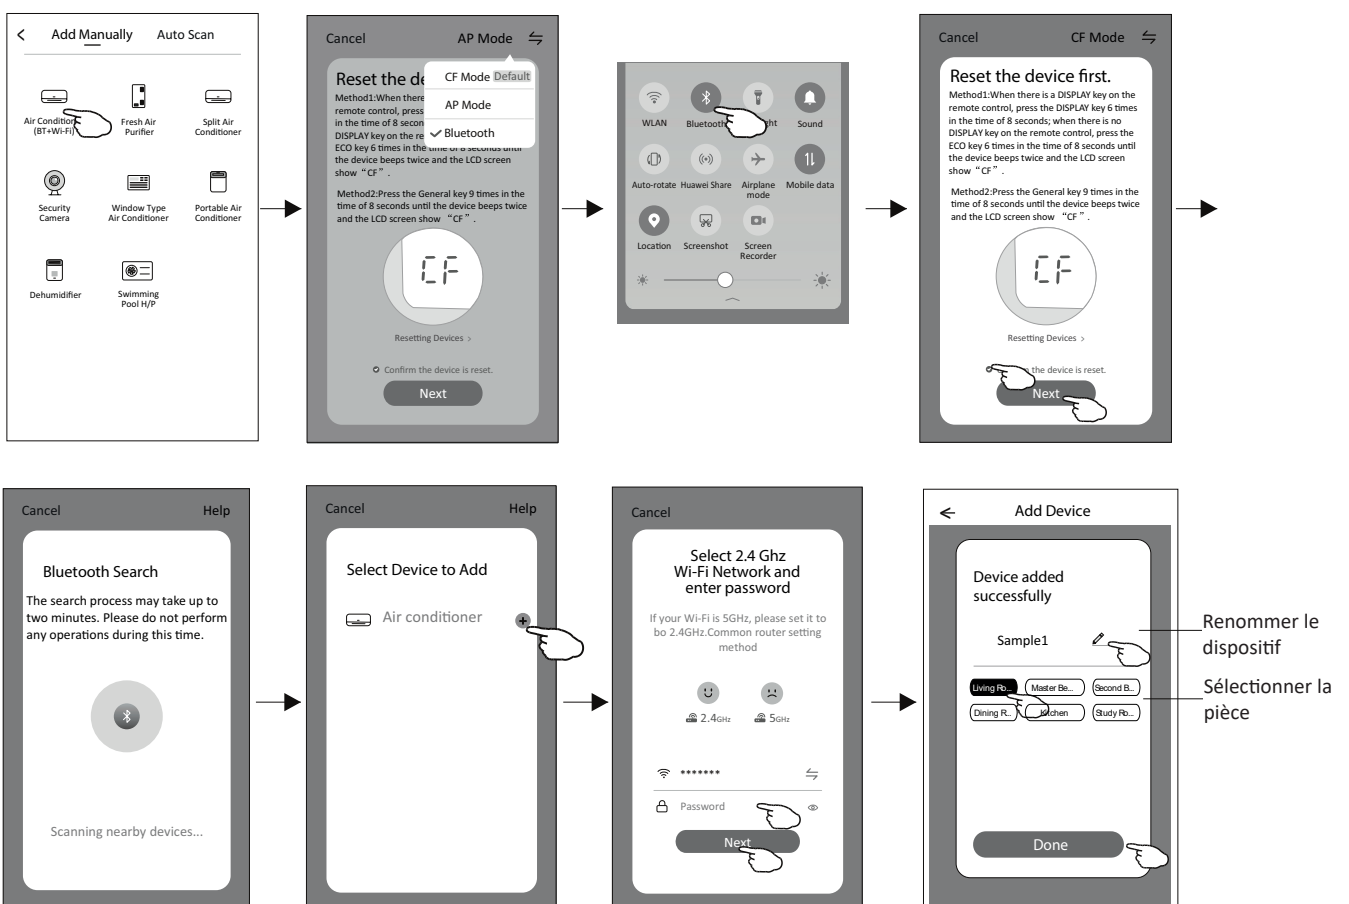 Add Manually
Auto Scan
Air Condition
(BT+Wi-Fi)
Fresh Air
Purifier
Split Air
Conditioner
Security
Camera
Window Type
Air Conditioner
Portable Air
Conditioner
Dehumidifier
Swimming
Pool H/P
Cancel
AP Mode
Reset the de
Method1:When there
remote control, press
in the time of 8 secon
DISPLAY key on the re
ECO key 6 times in the time of 8 seconds until
the device beeps twice and the LCD screen
show “CF”.
Method2:Press the General key 9 times in the
time of 8 seconds until the device beeps twice
and the LCD screen show “CF”.
CF Mode Default
AP Mode
Bluetooth
CF
Resetting Devices >
Confirm the device is reset.
Next
WLAN
Bluetooth
ght
Sound
Auto-rotate
Huawei Share
Airplane
mode
Mobile data
Location
Screenshot
Screen
Recorder
Cancel
CF Mode
Reset the device first.
Method1:When there is a DISPLAY key on the
remote control, press the DISPLAY key 6 times
in the time of 8 seconds; when there is no
DISPLAY key on the remote control, press the
ECO key 6 times in the time of 8 seconds until
the device beeps twice and the LCD screen
show “CF”.
Method2:Press the General key 9 times in the
time of 8 seconds until the device beeps twice
and the LCD screen show “CF”.
CF
Resetting Devices >
the device is reset.
Next
Cancel
Help
Bluetooth Search
The search process may take up to
two minutes. Please do not perform
any operations during this time.
Scanning nearby devices...
Cancel
Help
Select Device to Add
Air conditioner
Cancel
Select 2.4 Ghz
Wi-Fi Network and
enter password
If your Wi-Fi is 5GHz, please set it to
bo 2.4GHz.Common router setting
method
2.4GHz
5GHz
*******
Password
Next
Add Device
Device added
successfully
Sample1
Living Ro...
Master Be...
Second B...
Dining R...
Kitchen
Study Ro...
Done
Renommer le
dispositif
Sélectionner la
pièce